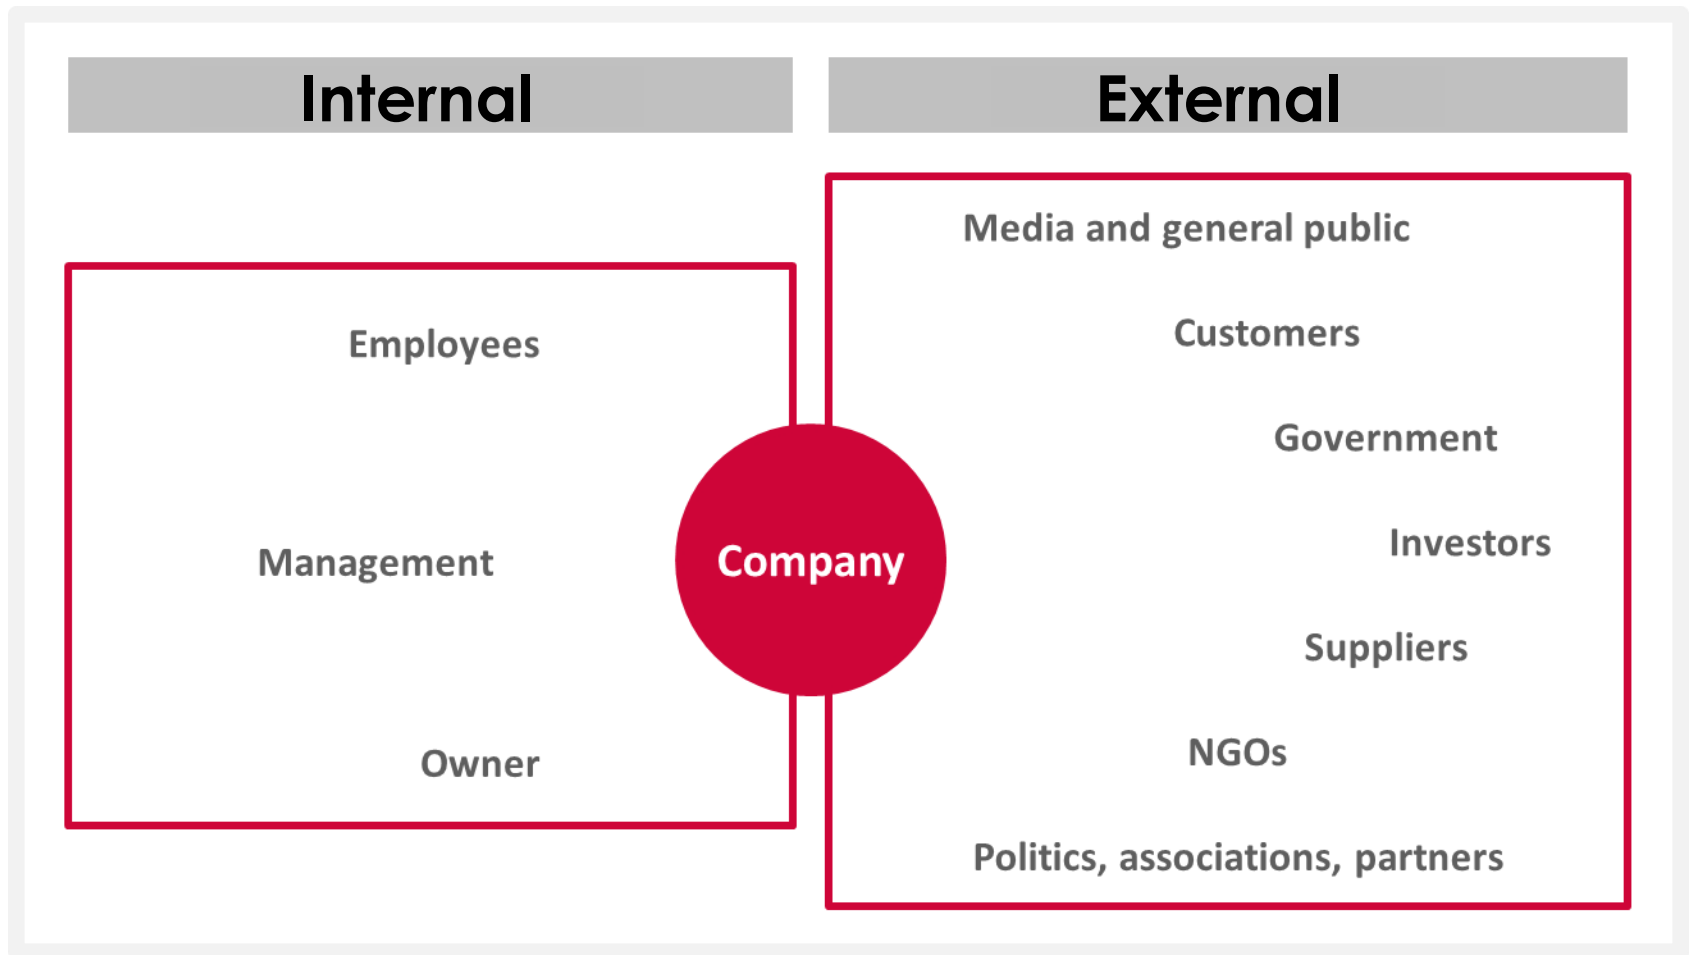 Internal
External
Employees
Management
Owner
Company
Media and general public
Customers
Government
Investors
Suppliers
NGOs
Politics, associations, partners